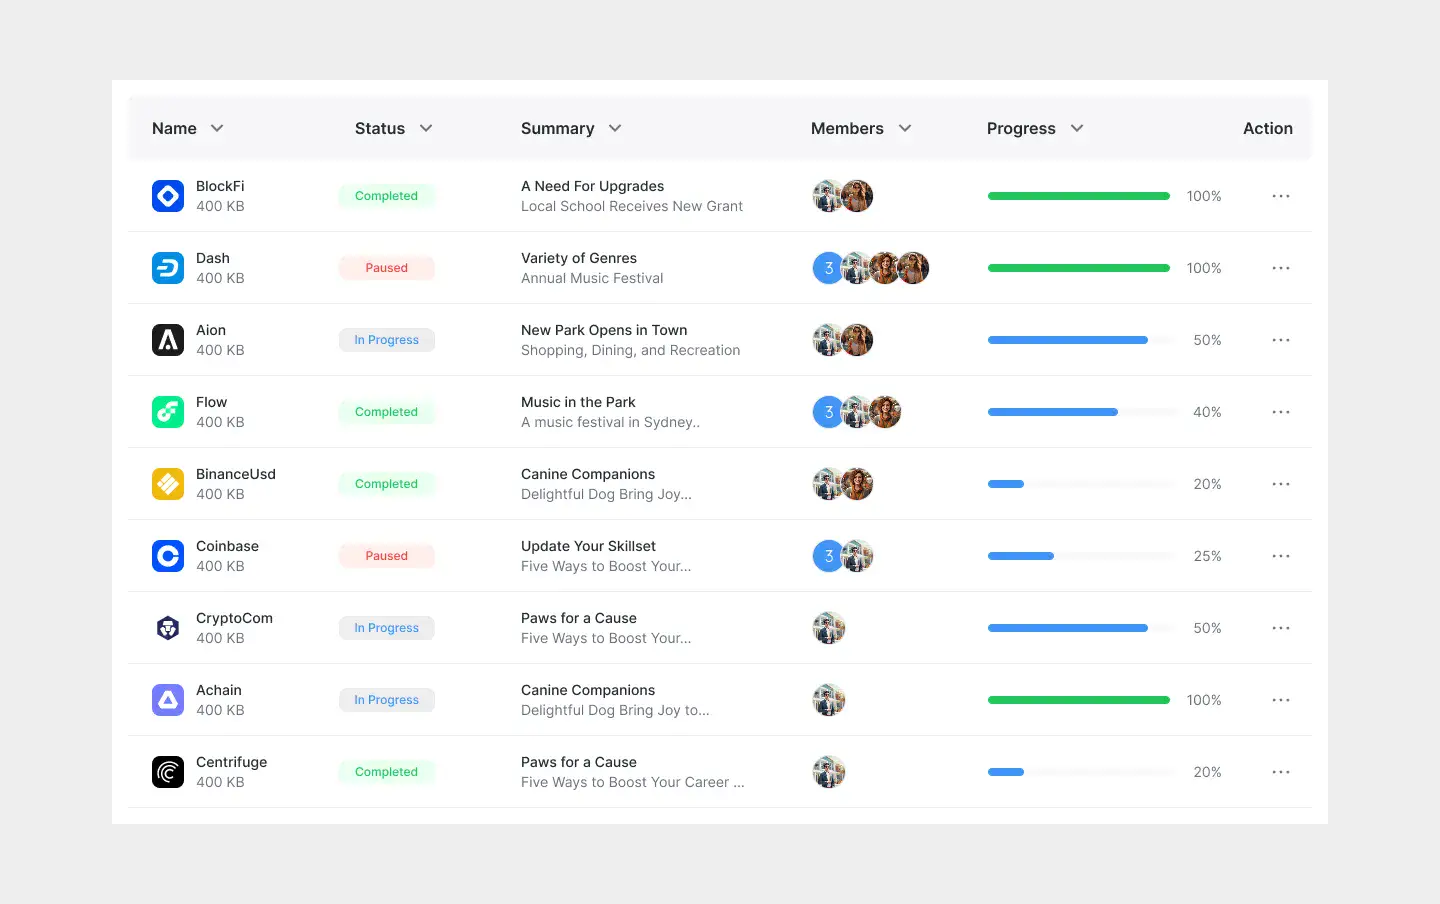 Name Status Summary Members Progress Action
BlockFi
400 KB
Completed
A Need For Upgrades
Local School Receives New Grant
100%
Dash
400 KB
Paused
Variety of Genres
Annual Music Festival
3
100%
Aion
400 KB
In Progress
New Park Opens in Town
Shopping, Dining, and Recreation
50%
Flow
400 KB
Completed
Music in the Park
A music festival in Sydney..
3
40%
BinanceUsd
400 KB
Completed
Canine Companions
Delightful Dog Bring Joy...
20%
Coinbase
400 KB
Paused
Update Your Skillset
Five Ways to Boost Your...
3
25%
CryptoCom
400 KB
In Progress
Paws for a Cause
Five Ways to Boost Your...
50%
Achain
400 KB
In Progress
Canine Companions
Delightful Dog Bring Joy to...
100%
Centrifuge
400 KB
Completed
Paws for a Cause
Five Ways to Boost Your Career ...
20%